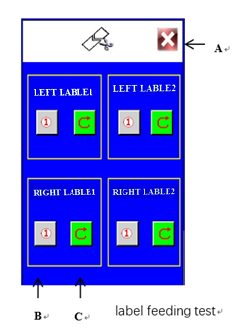 A
LEFT LABLE1
LEFT LABLE2
①
①
RIGHT LABLE1
RIGHT LABLE2
①
①
B
C
label feeding test